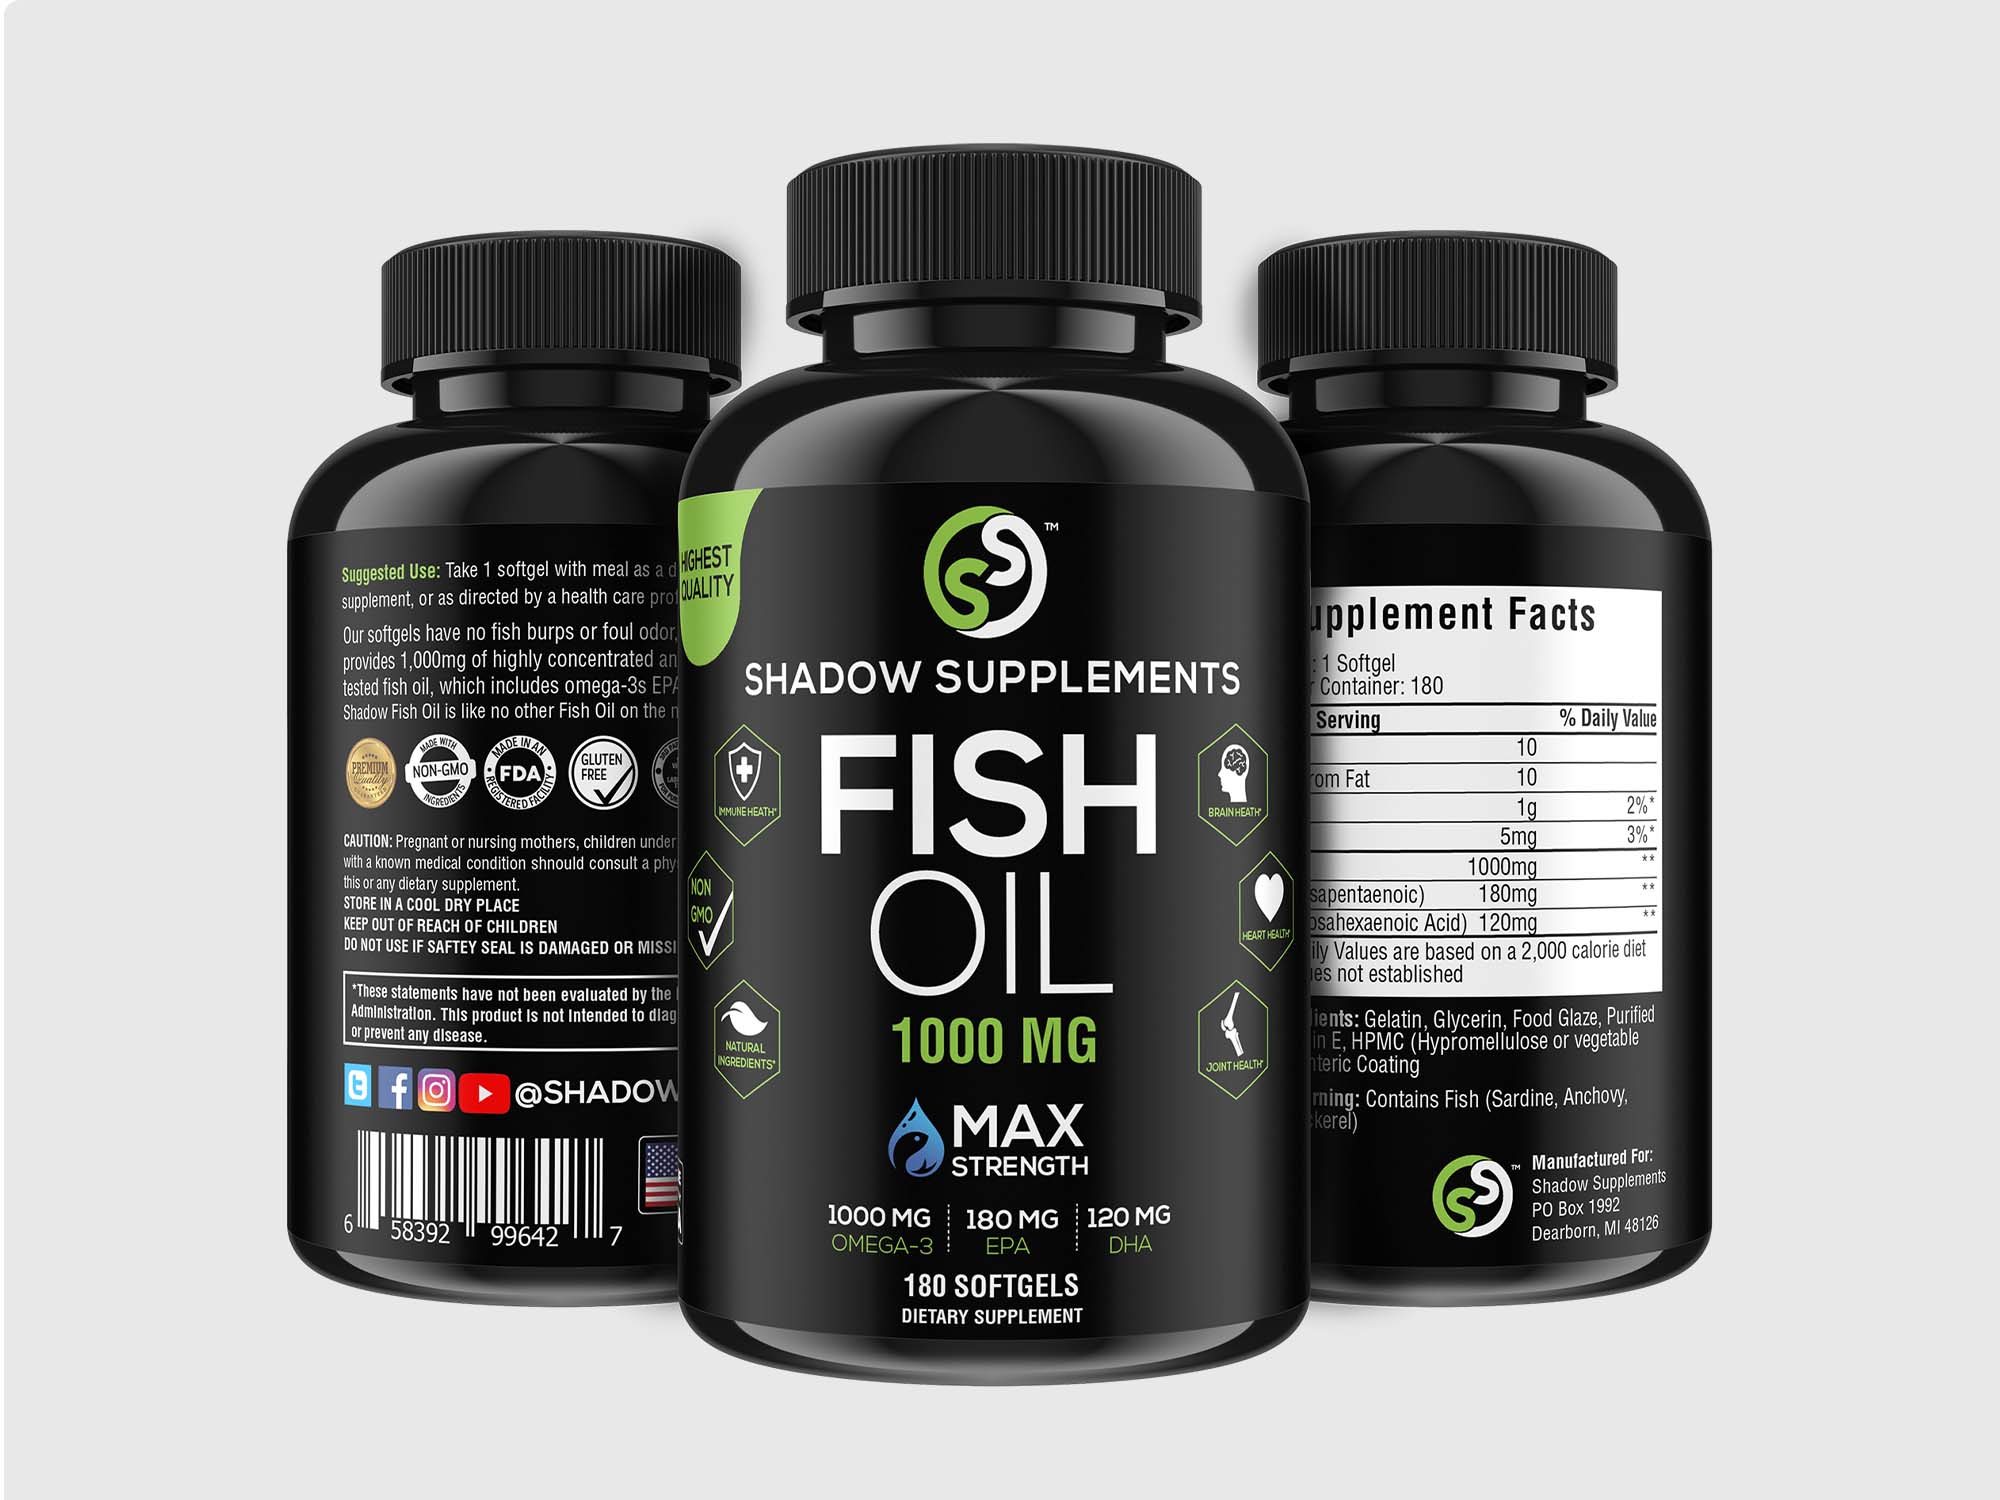 Suggested Use: Take 1 softgel with meal as a
supplement, or as directed by a health care
Our softgels have no fish burps or foul odor,
provides 1,000mg of highly concentrated
tested fish oil, which includes omega-3s EPA
Shadow Fish Oil is like no other Fish Oil on the
PREMIUM
Quality
MADE WITH
NON-GMO
INGREDIENTS
MADE IN AN
FDA
REGISTERED FACILITY
GLUTEN
FREE
CAUTION: Pregnant or nursing mothers, children under
with a known medical condition shnould consult a
this or any dietary supplement.
STORE IN A COOL DRY PLACE
KEEP OUT OF REACH OF CHILDREN
DO NOT USE IF SAFTEY SEAL IS DAMAGED OR
*These statements have not been evaluated by the
Administration. This product is not intended to
or prevent any disease.
@SHADOW
6 58392 99642 7
HIGHEST
QUALITY
SS™
SHADOW SUPPLEMENTS
FISH
OIL
1000 MG
IMMUNE HEATH*
NON
GMO
NATURAL
INGREDIENTS*
BRAIN HEATH*
HEART HEALTH*
JOINT HEALTH*
MAX
STRENGTH
1000 MG
OMEGA-3
180 MG
EPA
120 MG
DHA
180 SOFTGELS
DIETARY SUPPLEMENT
upplement Facts
: 1 Softgel
Container: 180
Serving % Daily Value
10
Fat 10
1g 2%*
5mg 3%*
1000mg **
sapentaenoic) 180mg **
osahexaenoic Acid) 120mg **
ily Values are based on a 2,000 calorie diet
ues not established
dients: Gelatin, Glycerin, Food Glaze, Purified
in E, HPMC (Hypromellulose or vegetable
nteric Coating
rning: Contains Fish (Sardine, Anchovy,
ckerel)
SS™
Manufactured For:
Shadow Supplements
PO Box 1992
Dearborn, MI 48126